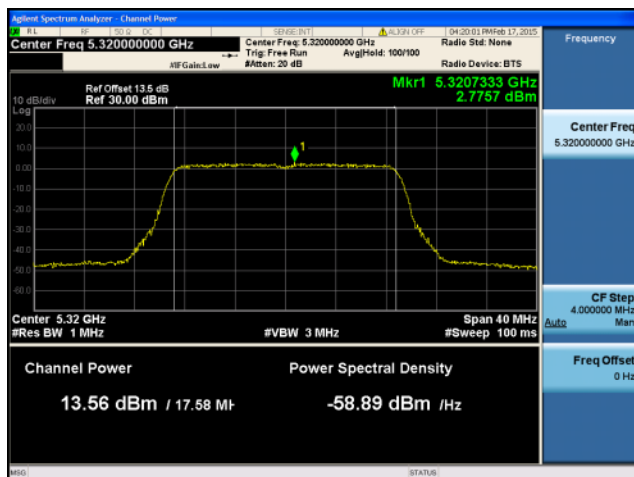 Agilent Spectrum Analyzer - Channel Power
RL RF 50 Ω DC SENSE:INT ALIGN OFF 04:20:01 PM Feb 17, 2015
Center Freq 5.320000000 GHz
Center Freq: 5.320000000 GHz Radio Std: None
Trig: Free Run Avg|Hold: 100/100
#IFGain:Low #Atten: 20 dB Radio Device: BTS
Frequency
Ref Offset 13.5 dB
10 dB/div Ref 30.00 dBm
Mkr1 5.3207333 GHz
2.7757 dBm
Log
20.0
10.0
0.00
-10.0
-20.0
-30.0
-40.0
-50.0
-60.0
1
Center Freq
5.320000000 GHz
Center 5.32 GHz Span 40 MHz
#Res BW 1 MHz #VBW 3 MHz #Sweep 100 ms
CF Step
4.000000 MHz
Auto Man
Channel Power Power Spectral Density
13.56 dBm / 17.58 MH -58.89 dBm /Hz
Freq Offset
0 Hz
MSG STATUS